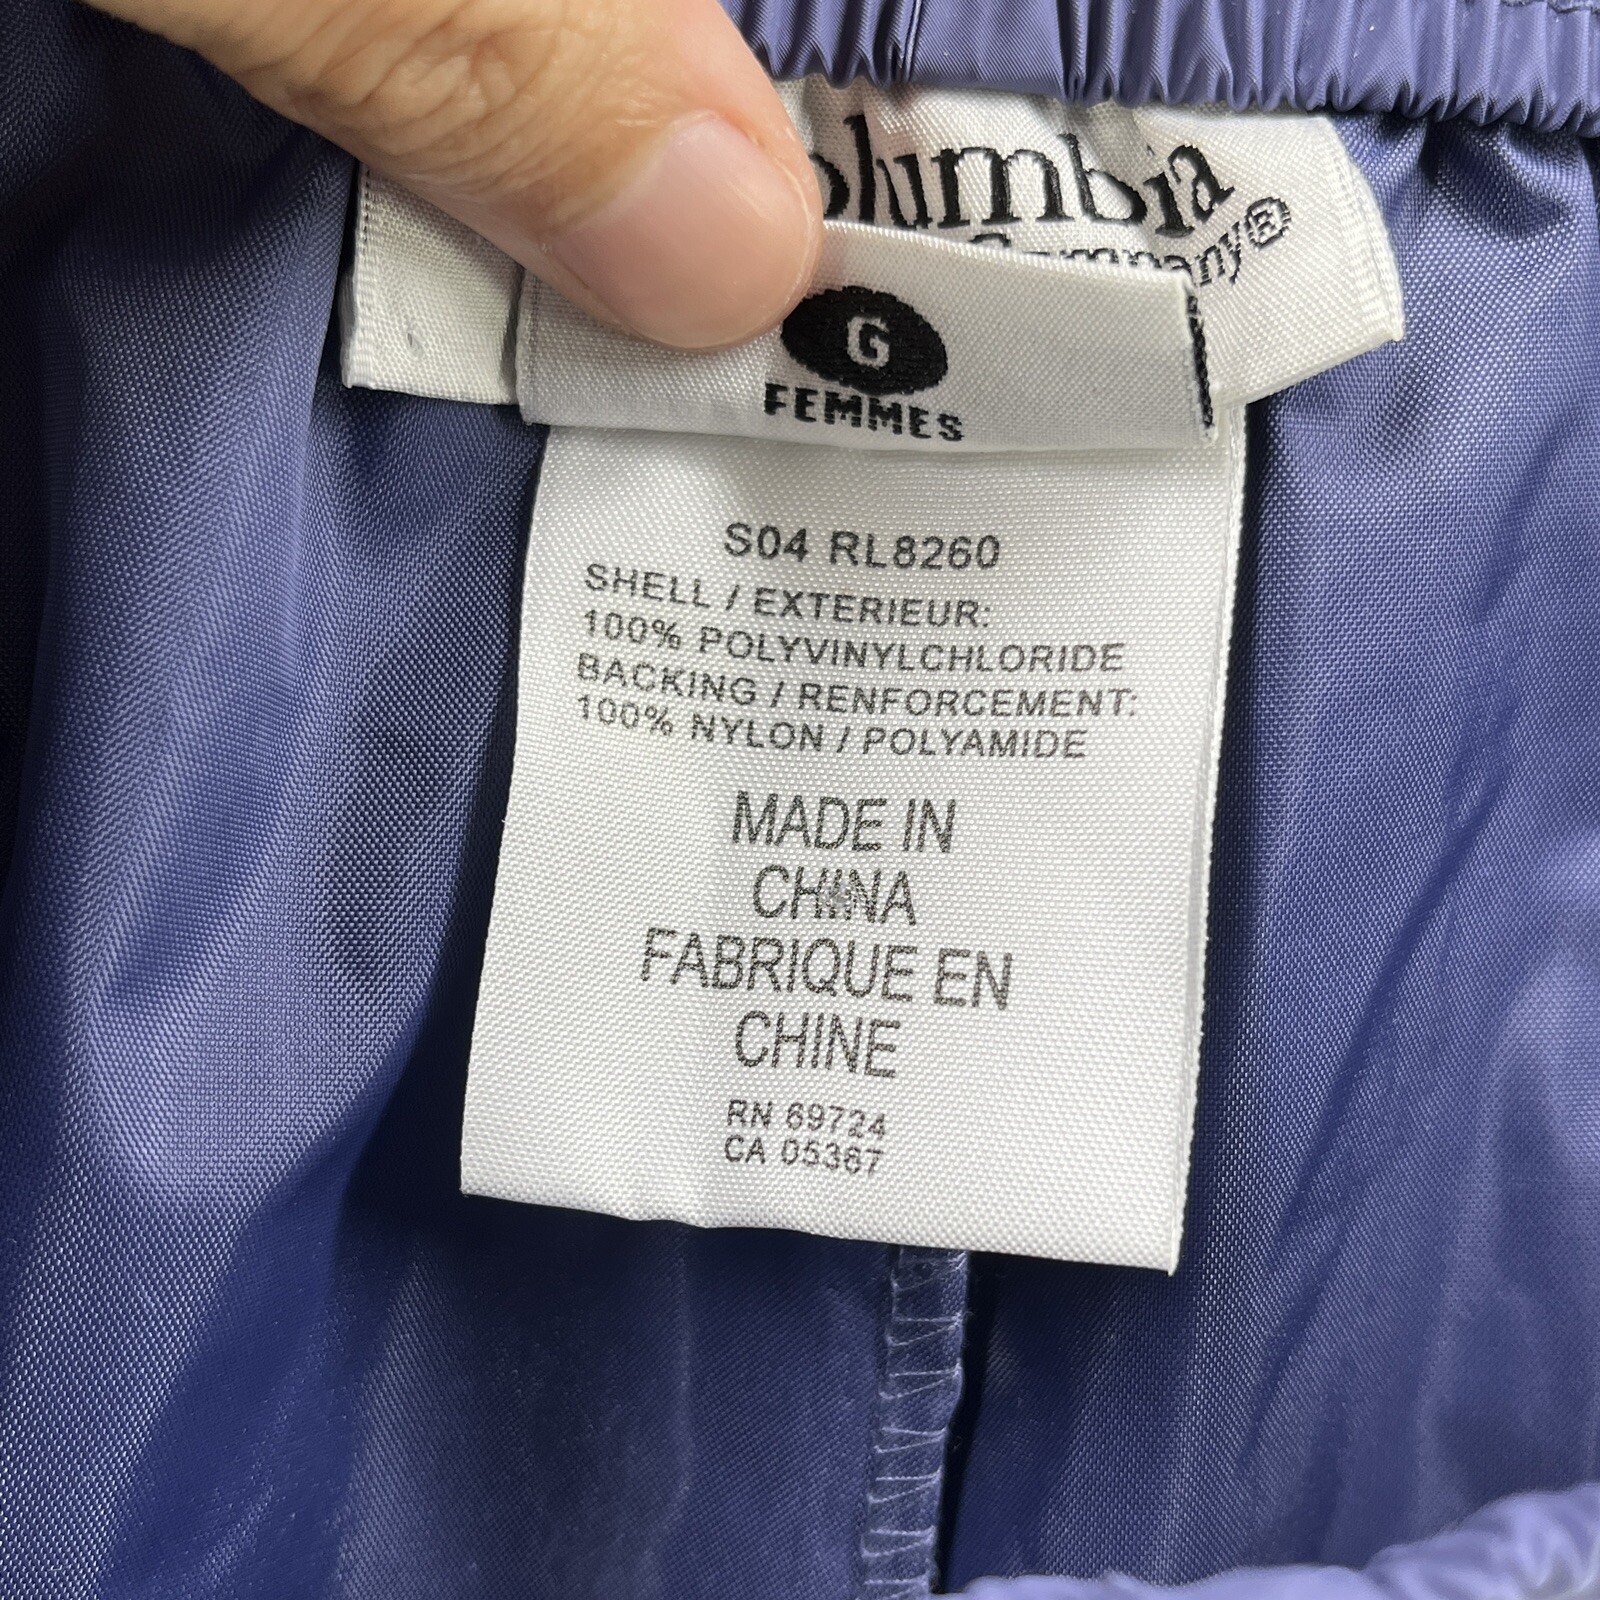 olumbia
Company®
G
FEMMES
S04 RL8260
SHELL / EXTERIEUR:
100% POLYVINYLCHLORIDE
BACKING / RENFORCEMENT:
100% NYLON / POLYAMIDE
MADE IN
CHINA
FABRIQUE EN
CHINE
RN 69724
CA 05367